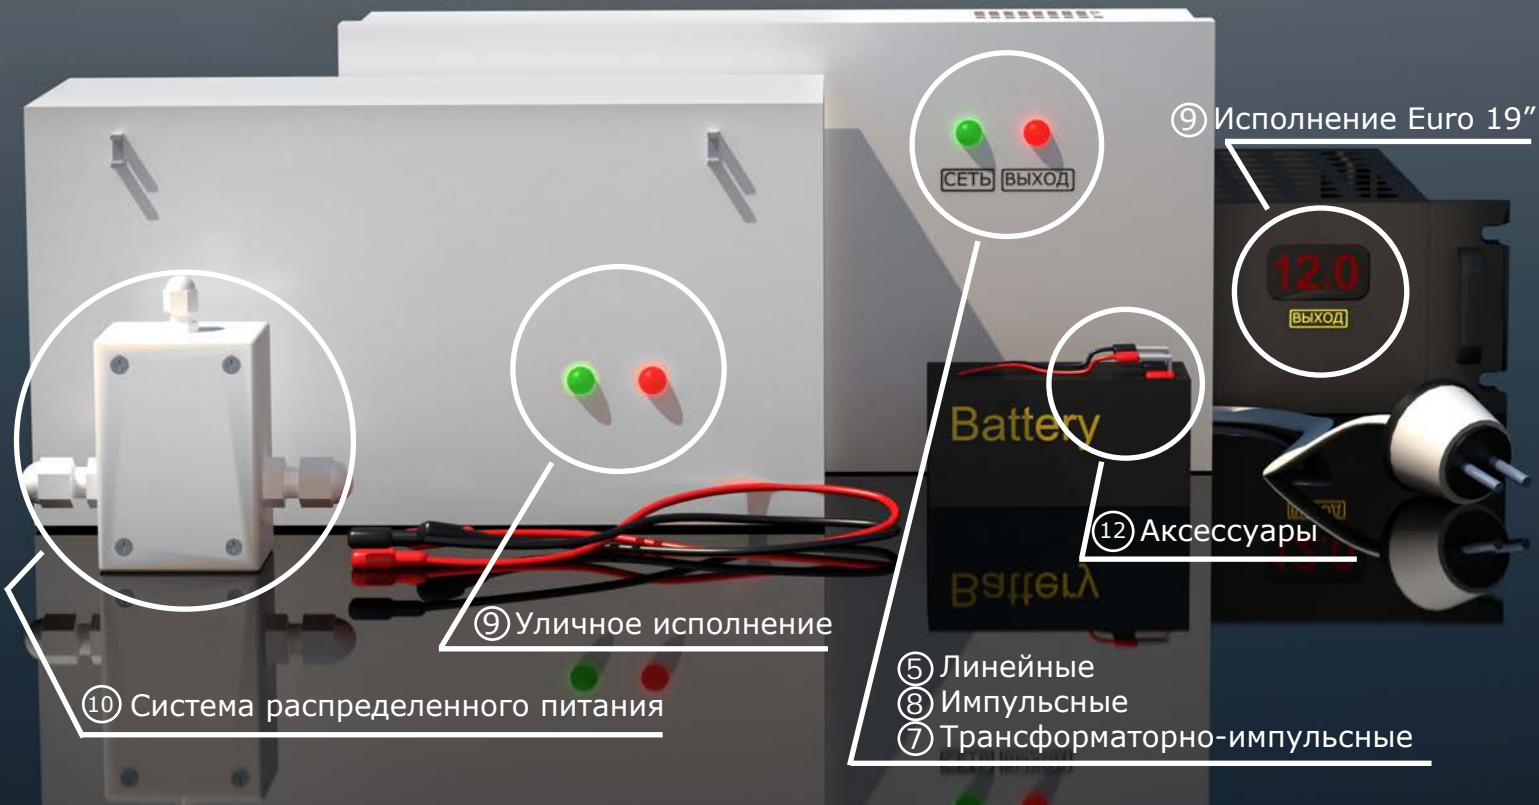 СЕТЬ ВЫХОД
⑨ Исполнение Euro 19”
12.0
ВЫХОД
Battery
⑫ Аксессуары
⑨ Уличное исполнение
⑤ Линейные
⑧ Импульсные
⑦ Трансформаторно-импульсные
⑩ Система распределенного питания